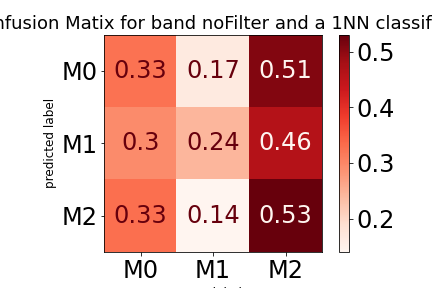 nfusion Matix for band noFilter and a 1NN classif
M0 0.33 0.17 0.51
M1 0.3 0.24 0.46
M2 0.33 0.14 0.53
M0 M1 M2
predicted label
0.5
0.4
0.3
0.2